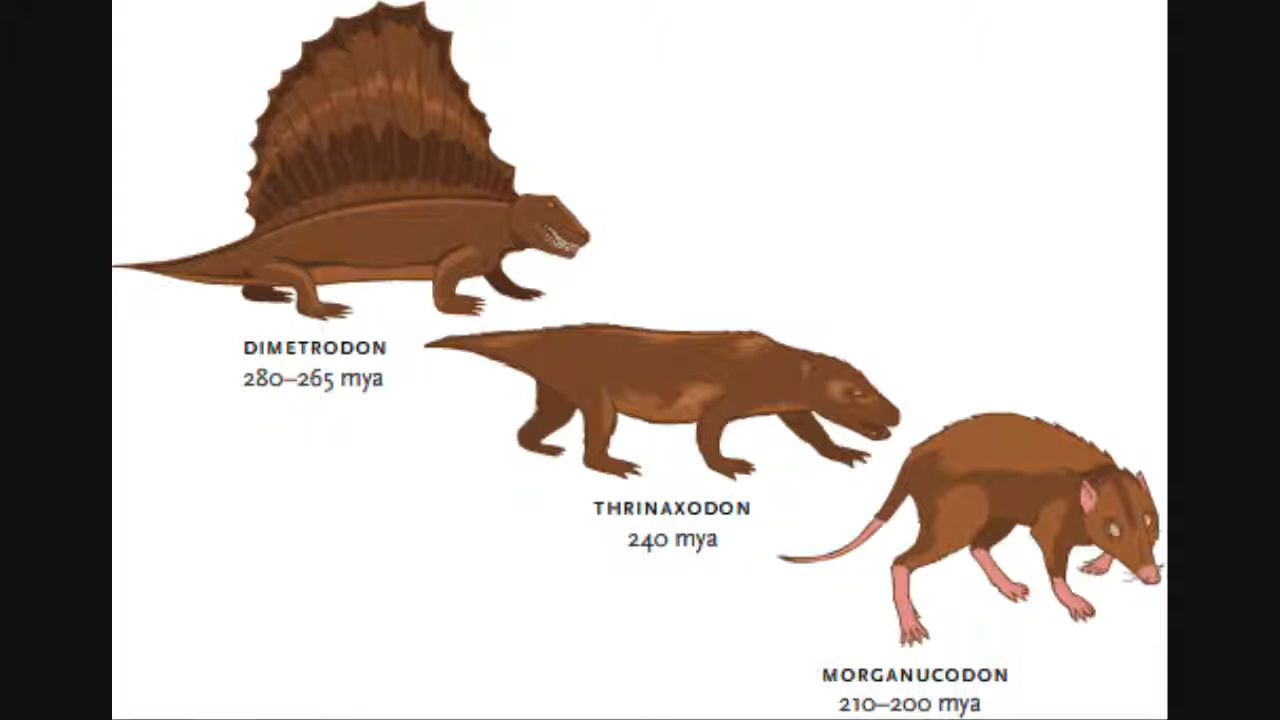 DIMETRODON
280–265 mya
THRINAXODON
240 mya
MORGANUCODON
210–200 mya